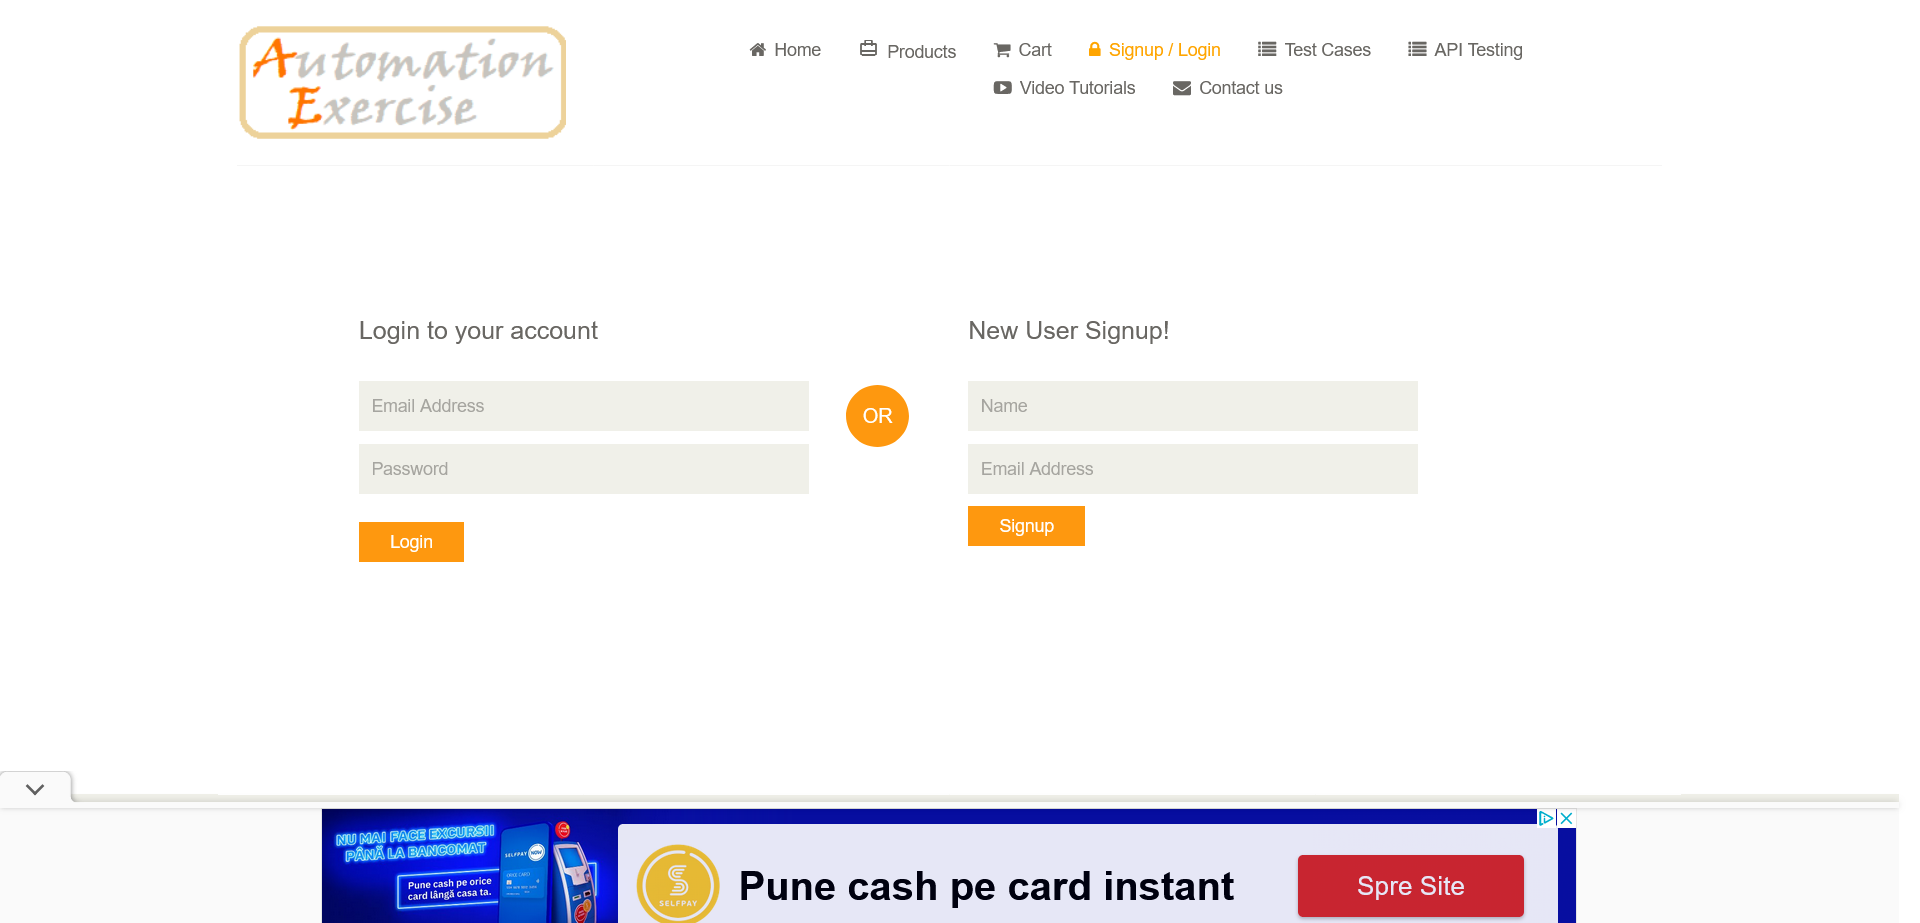 Automation
Exercise
Home
Products
Cart
Signup / Login
Test Cases
API Testing
Video Tutorials
Contact us
Login to your account
Email Address
Password
Login
OR
New User Signup!
Name
Email Address
Signup
NU MAI FACE EXCURSII
PÂNĂ LA BANCOMAT
Pune cash pe orice
card lângă casa ta.
SELFPAY NOW
SELFPAY
Pune cash pe card instant
Spre Site